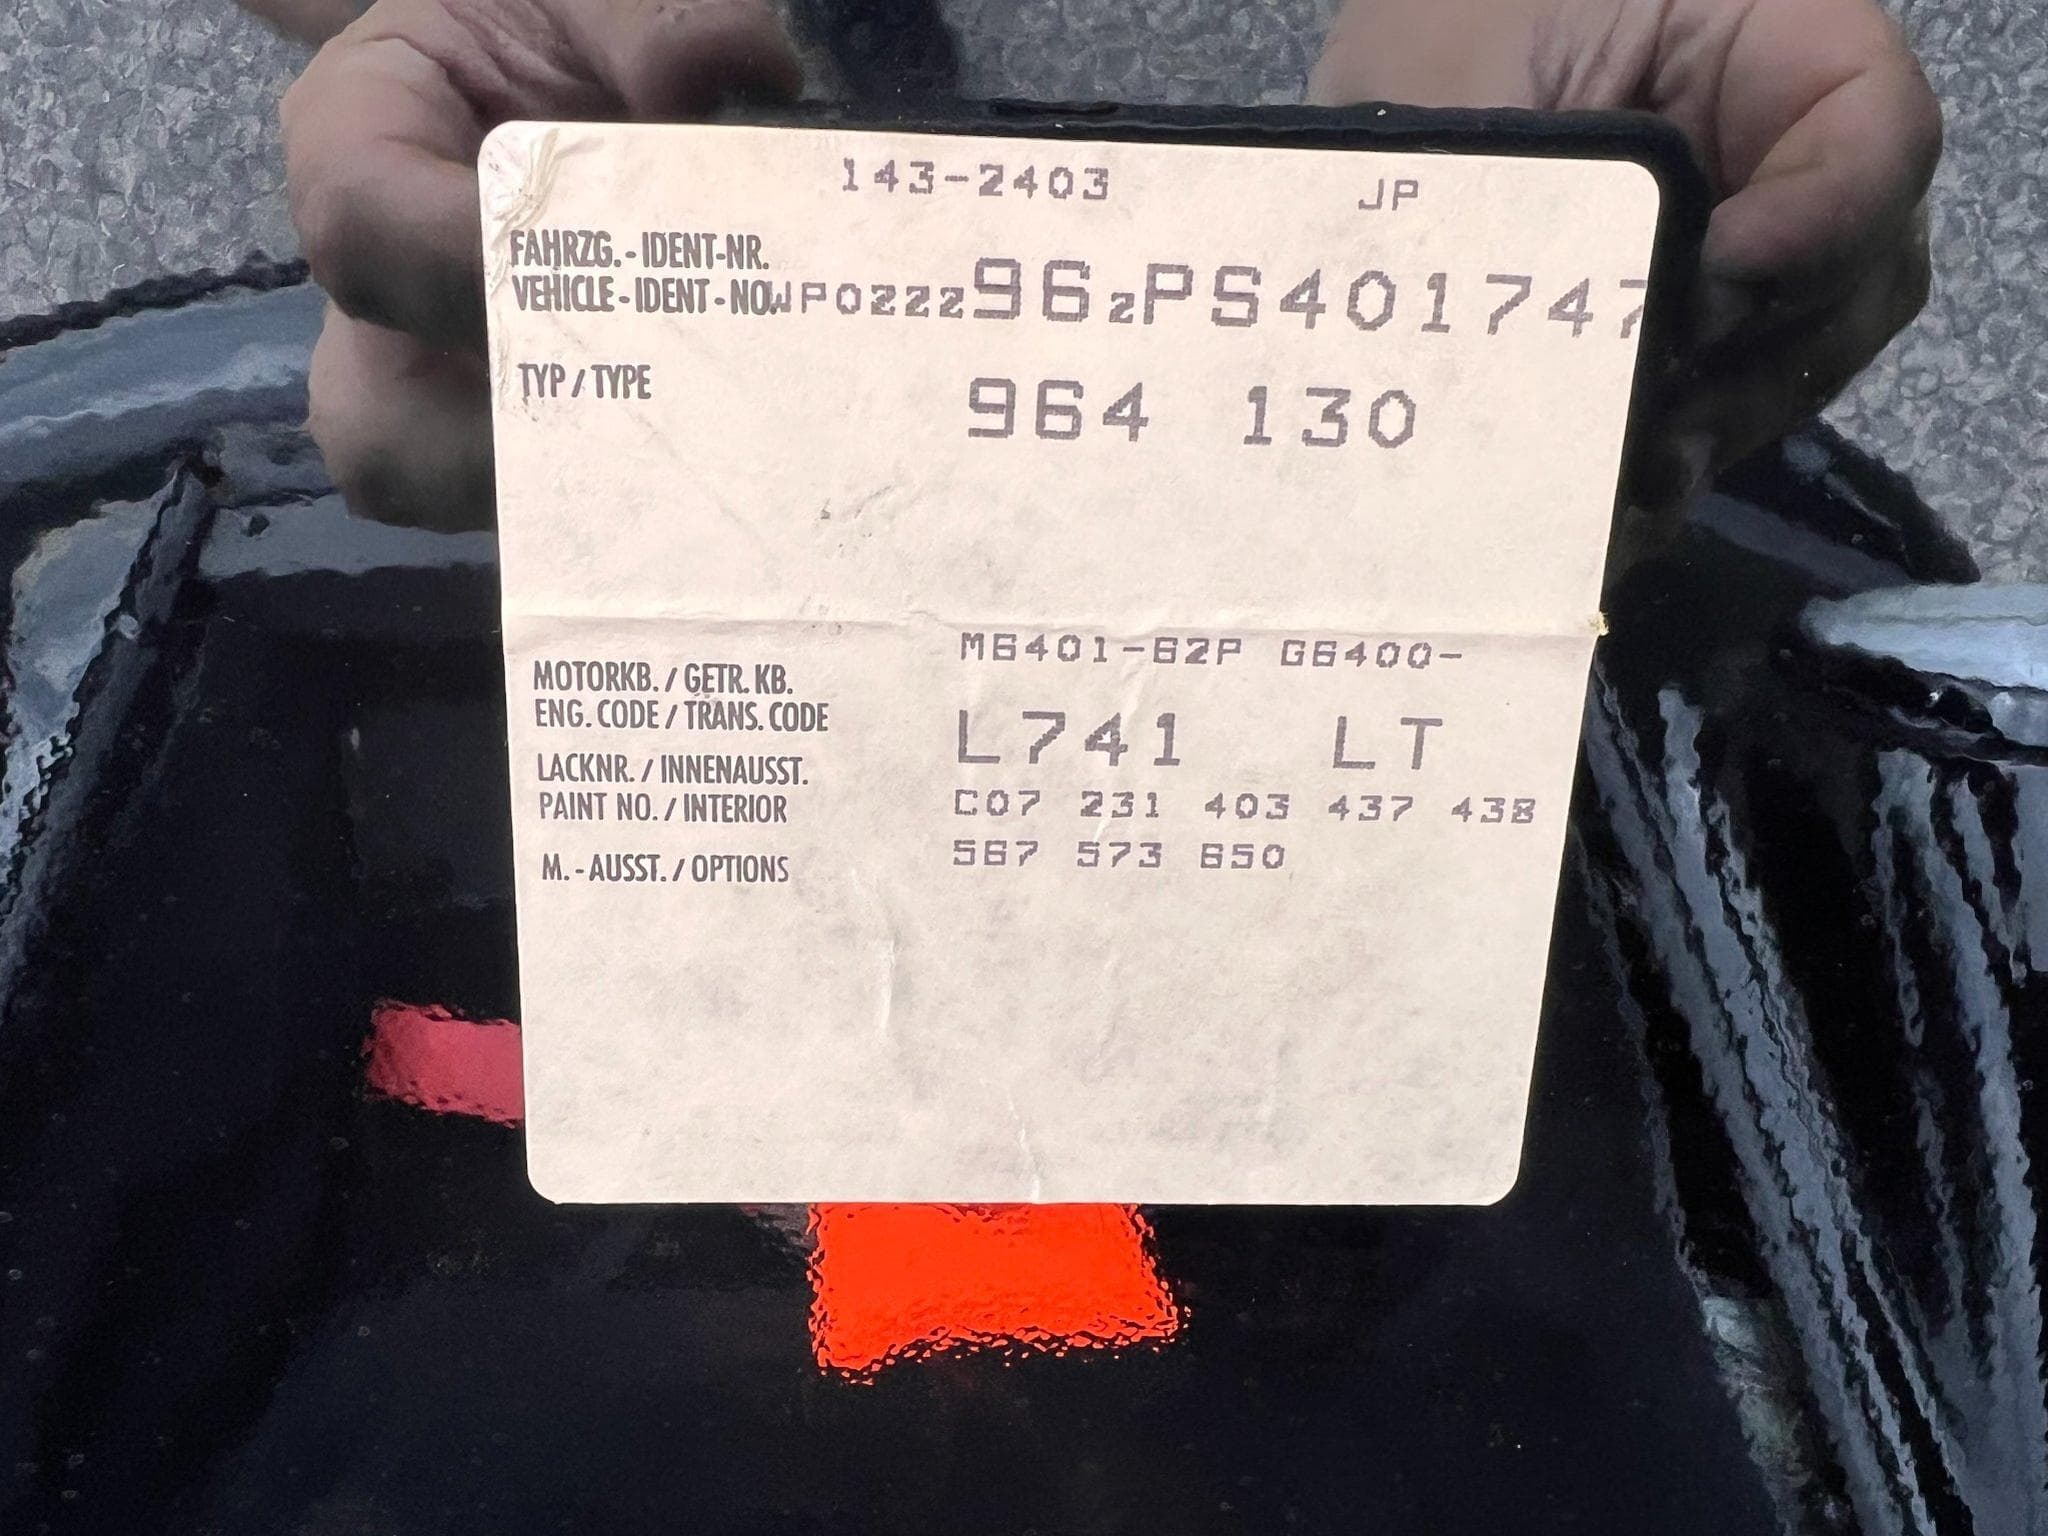 143-2403 JP
FAHRZG.-IDENT-NR.
VEHICLE-IDENT-NO. WP0ZZZ96ZPS401747
TYP / TYPE 964 130
M6401-62P G6400-
MOTORKB. / GETR. KB.
ENG. CODE / TRANS. CODE L741 LT
LACKNR. / INNENAUSST.
PAINT NO. / INTERIOR C07 231 403 437 438
M.-AUSST. / OPTIONS 567 573 650